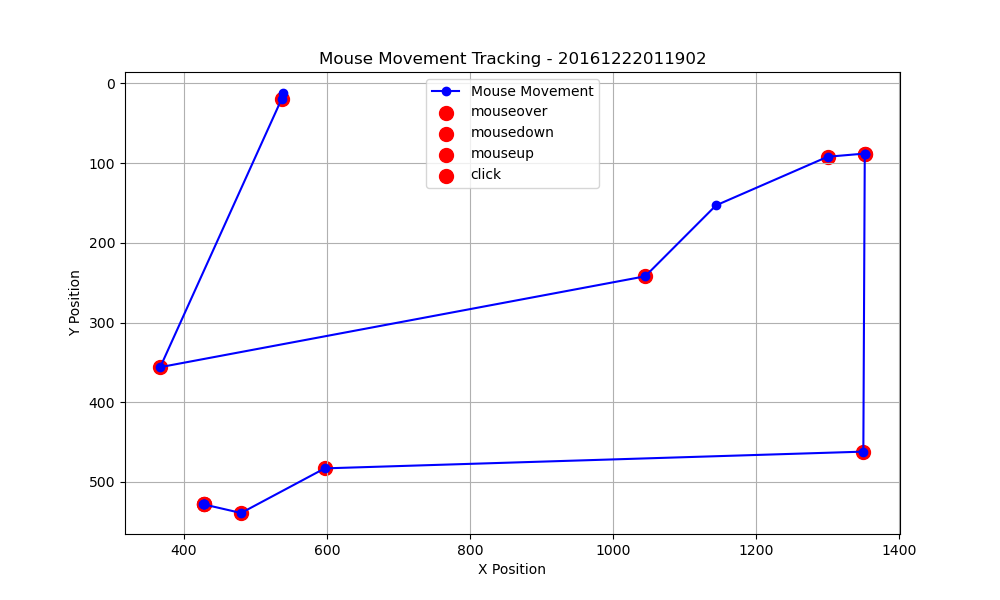 Mouse Movement Tracking - 20161222011902
Mouse Movement
mouseover
mousedown
mouseup
click
0
100
200
300
400
500
Y Position
400
600
800
1000
1200
1400
X Position